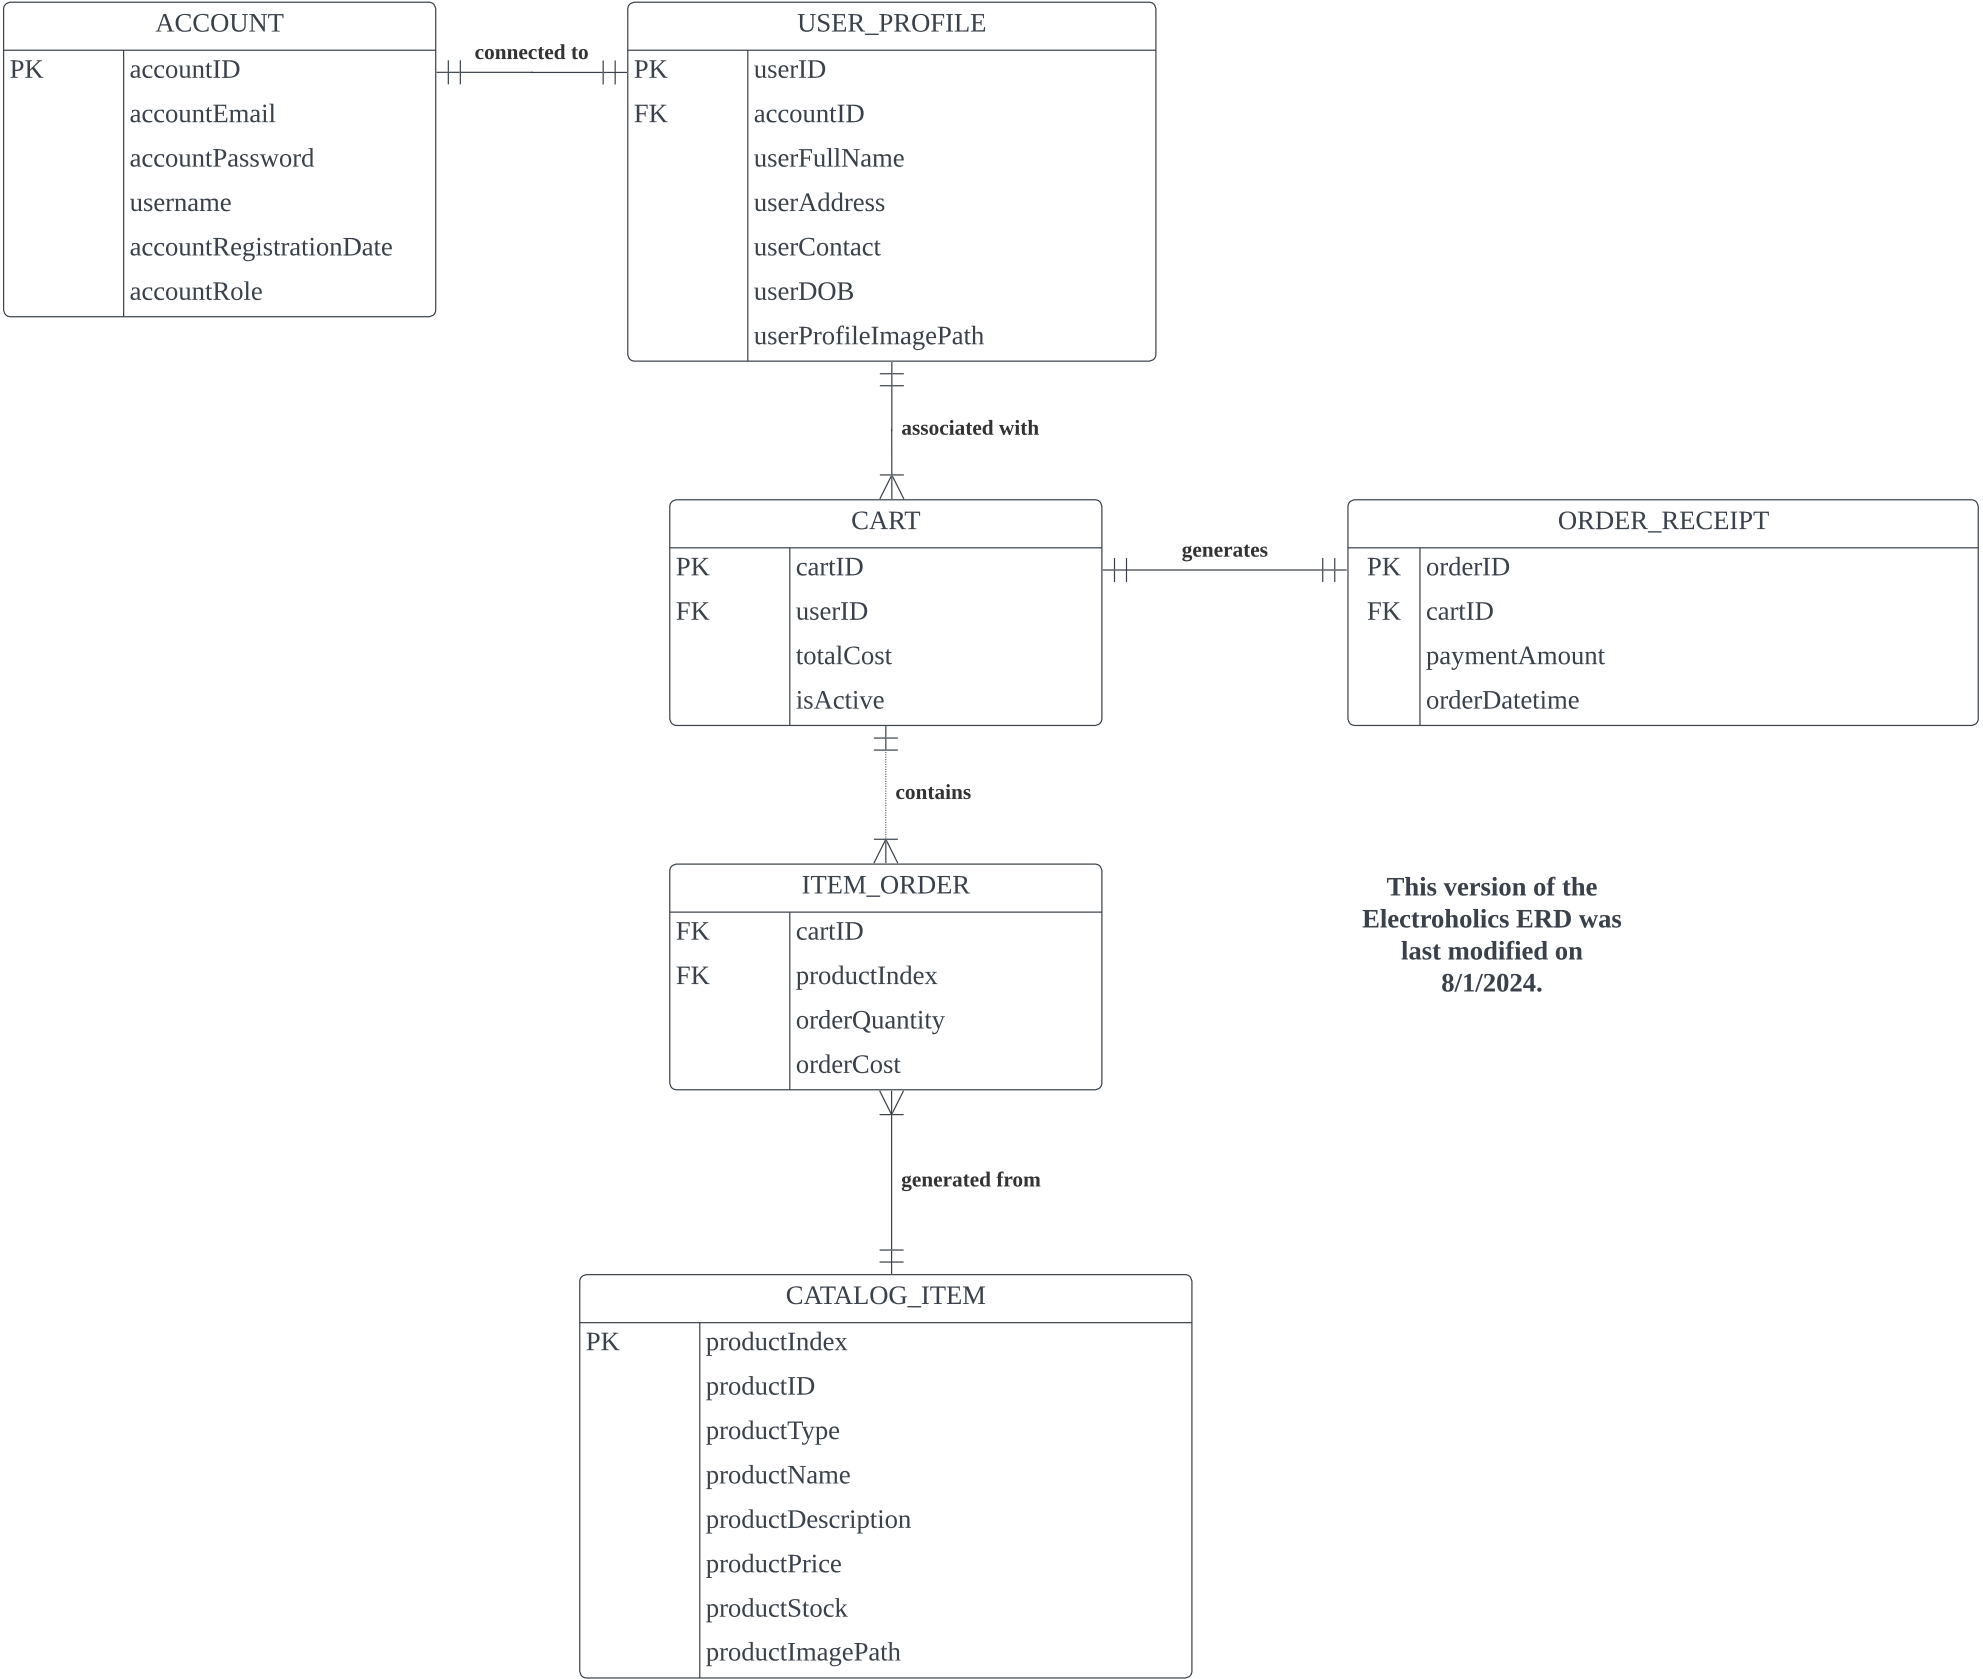 ACCOUNT
PK accountID
accountEmail
accountPassword
username
accountRegistrationDate
accountRole
connected to
USER_PROFILE
PK userID
FK accountID
userFullName
userAddress
userContact
userDOB
userProfileImagePath
associated with
CART
PK cartID
FK userID
totalCost
isActive
generates
ORDER_RECEIPT
PK orderID
FK cartID
paymentAmount
orderDatetime
contains
ITEM_ORDER
FK cartID
FK productIndex
orderQuantity
orderCost
This version of the
Electroholics ERD was
last modified on
8/1/2024.
generated from
CATALOG_ITEM
PK productIndex
productID
productType
productName
productDescription
productPrice
productStock
productImagePath